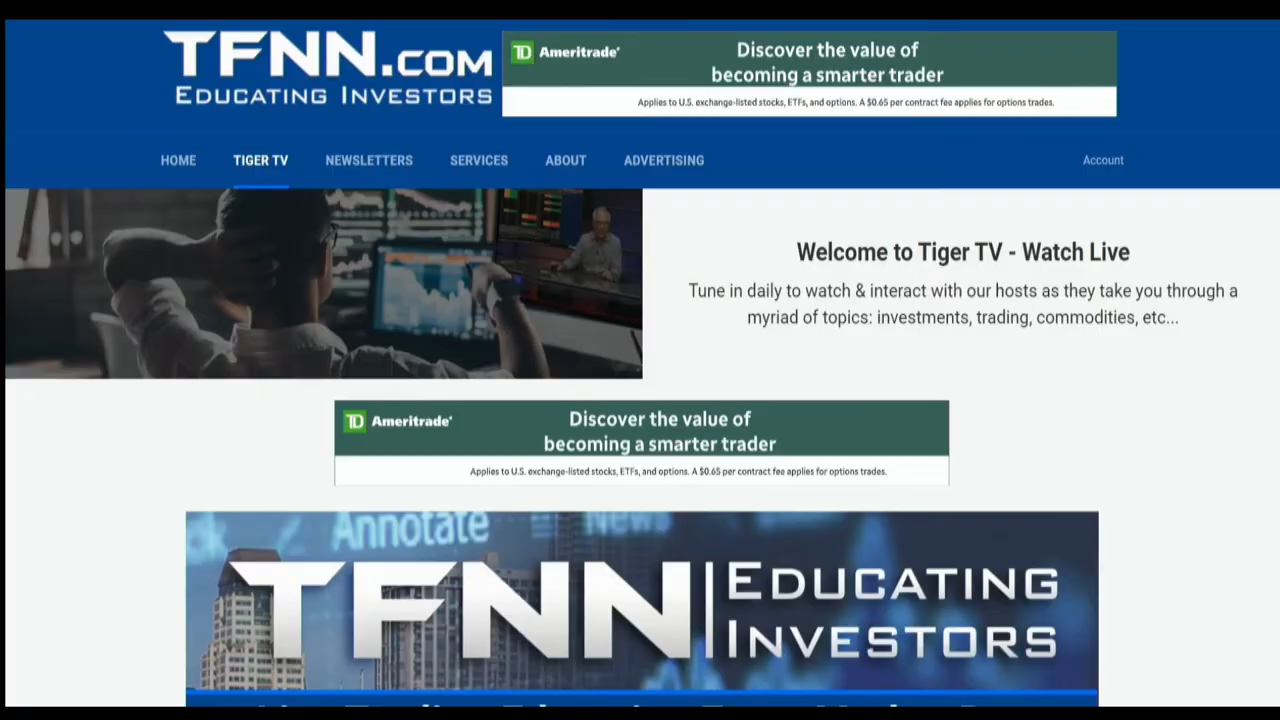 TFNN.COM
EDUCATING INVESTORS
TD Ameritrade
Discover the value of
becoming a smarter trader
Applies to U.S. exchange-listed stocks, ETFs, and options. A $0.65 per contract fee applies for options trades.
HOME TIGER TV NEWSLETTERS SERVICES ABOUT ADVERTISING Account
Welcome to Tiger TV - Watch Live
Tune in daily to watch & interact with our hosts as they take you through a
myriad of topics: investments, trading, commodities, etc...
TD Ameritrade
Discover the value of
becoming a smarter trader
Applies to U.S. exchange-listed stocks, ETFs, and options. A $0.65 per contract fee applies for options trades.
Annotate News
TFNN EDUCATING
INVESTORS